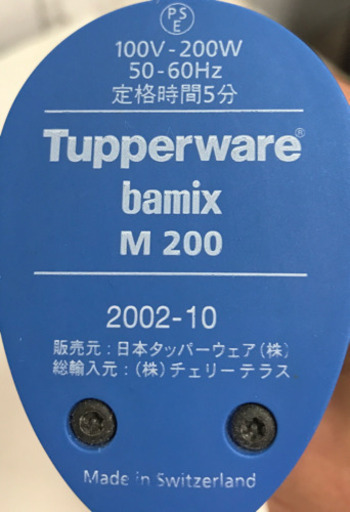 PS
E
100V-200W
50-60Hz
定格時間5分
Tupperware®
bamix
M 200
2002-10
販売元：日本タッパーウェア（株）
総輸入元：（株）チェリーテラス
Made in Switzerland